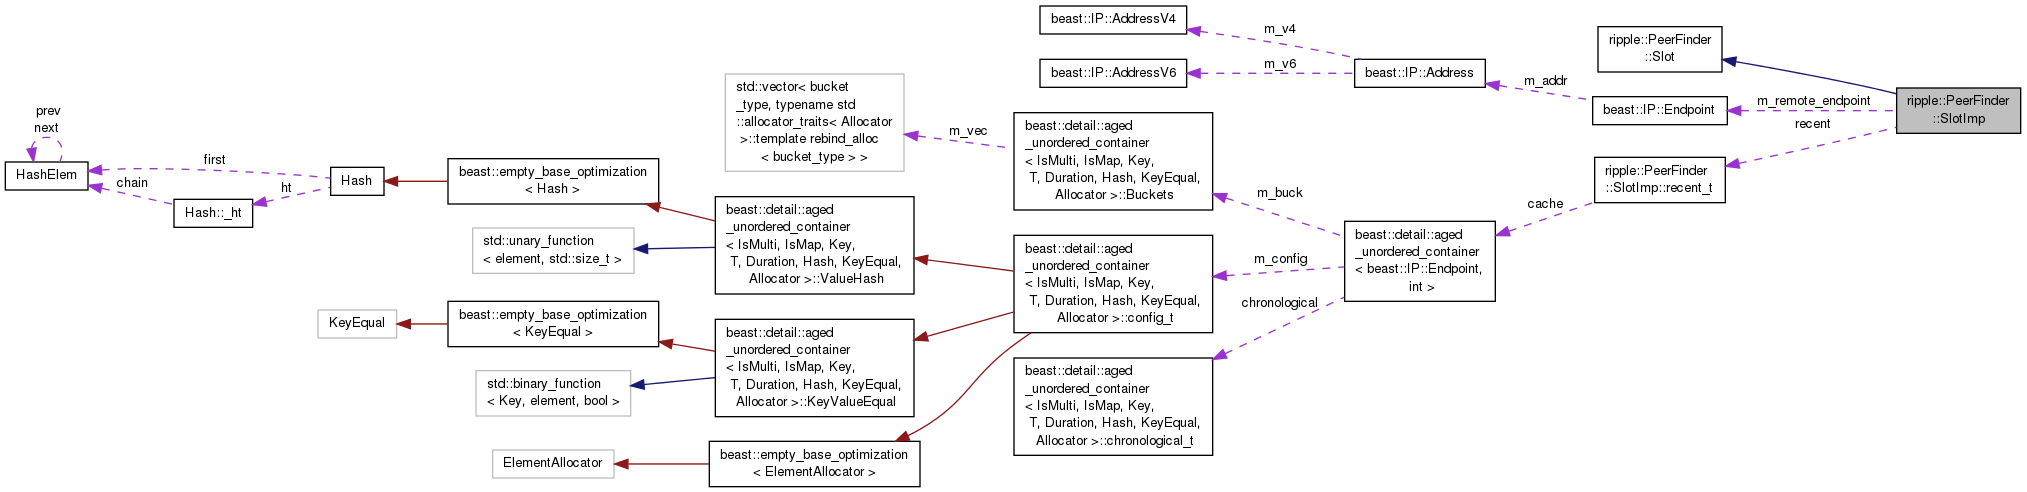 prev
next
HashElem
first
chain
Hash::_ht
ht
Hash
beast::empty_base_optimization
< Hash >
std::unary_function
< element, std::size_t >
KeyEqual
beast::empty_base_optimization
< KeyEqual >
std::binary_function
< Key, element, bool >
ElementAllocator
std::vector< bucket
_type, typename std
::allocator_traits< Allocator
>::template rebind_alloc
< bucket_type > >
beast::detail::aged
_unordered_container
< IsMulti, IsMap, Key,
T, Duration, Hash, KeyEqual,
Allocator >::ValueHash
beast::detail::aged
_unordered_container
< IsMulti, IsMap, Key,
T, Duration, Hash, KeyEqual,
Allocator >::KeyValueEqual
beast::empty_base_optimization
< ElementAllocator >
m_vec
beast::IP::AddressV4
beast::IP::AddressV6
beast::detail::aged
_unordered_container
< IsMulti, IsMap, Key,
T, Duration, Hash, KeyEqual,
Allocator >::Buckets
beast::detail::aged
_unordered_container
< IsMulti, IsMap, Key,
T, Duration, Hash, KeyEqual,
Allocator >::config_t
beast::detail::aged
_unordered_container
< IsMulti, IsMap, Key,
T, Duration, Hash, KeyEqual,
Allocator >::chronological_t
m_v4
m_v6
m_buck
m_config
chronological
beast::IP::Address
beast::detail::aged
_unordered_container
< beast::IP::Endpoint,
int >
m_addr
cache
ripple::PeerFinder
::Slot
beast::IP::Endpoint
ripple::PeerFinder
::SlotImp::recent_t
m_remote_endpoint
recent
ripple::PeerFinder
::SlotImp